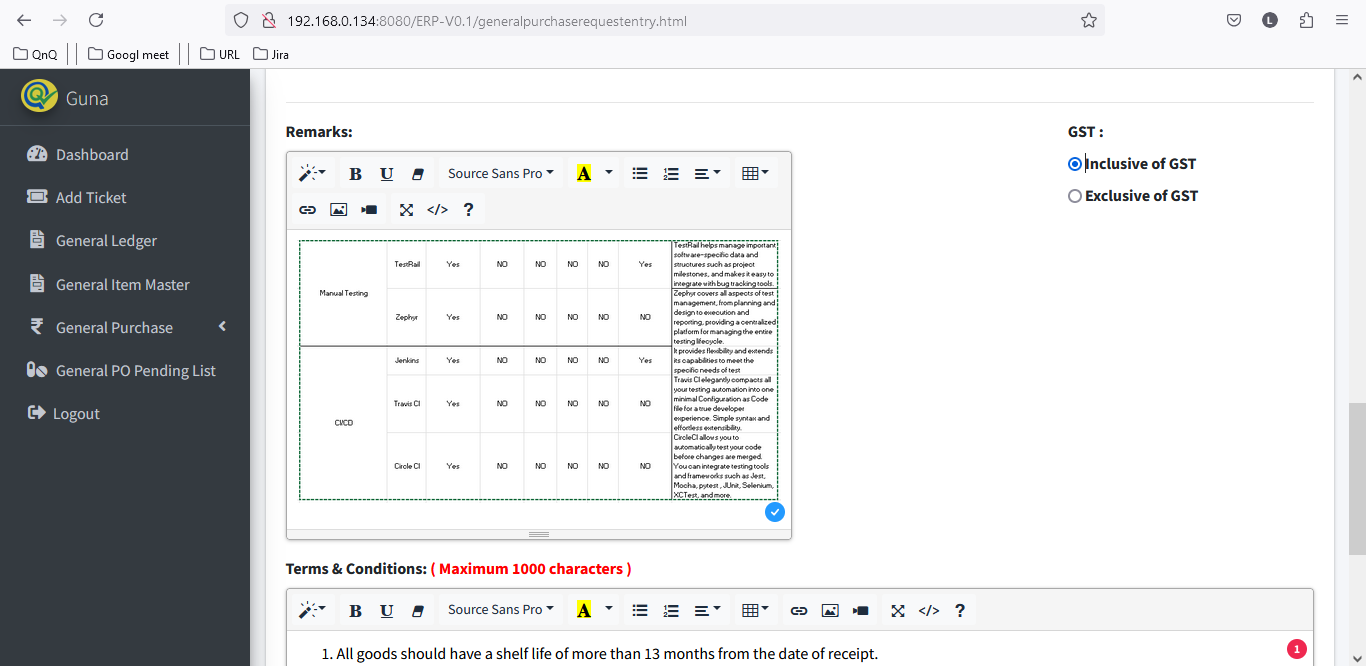 192.168.0.134:8080/ERP-V0.1/generalpurchaserequestentry.html
L
QnQ
Googl meet
URL
Jira
Guna
Dashboard
Add Ticket
General Ledger
General Item Master
General Purchase
General PO Pending List
Logout
Remarks:
B U Source Sans Pro A
</> ?
Manual Testing
TestRail Yes NO NO NO NO Yes
TestRail helps manage important
software-specific data and
structures such as project
milestones, and makes it easy to
integrate with bug tracking tools.
Zephyr Yes NO NO NO NO NO
Zephyr covers all aspects of test
management, from planning and
design to execution and
reporting, providing a centralized
platform for managing the entire
testing lifecycle.
CI/CD
Jenkins Yes NO NO NO NO Yes
It provides flexibility and extends
its capabilities to meet the
specific needs of test
Travis CI Yes NO NO NO NO NO
Travis CI elegantly compacts all
your testing automation into one
minimal Configuration as Code
file for a true developer
experience. Simple syntax and
effortless extensibility.
Circle CI Yes NO NO NO NO NO
CircleCI allows you to
automatically test your code
before changes are merged.
You can integrate testing tools
and frameworks such as Jest,
Mocha, pytest , JUnit, Selenium,
XCTest, and more.
GST :
Inclusive of GST
Exclusive of GST
Terms & Conditions: ( Maximum 1000 characters )
B U Source Sans Pro A </> ?
1. All goods should have a shelf life of more than 13 months from the date of receipt.
1